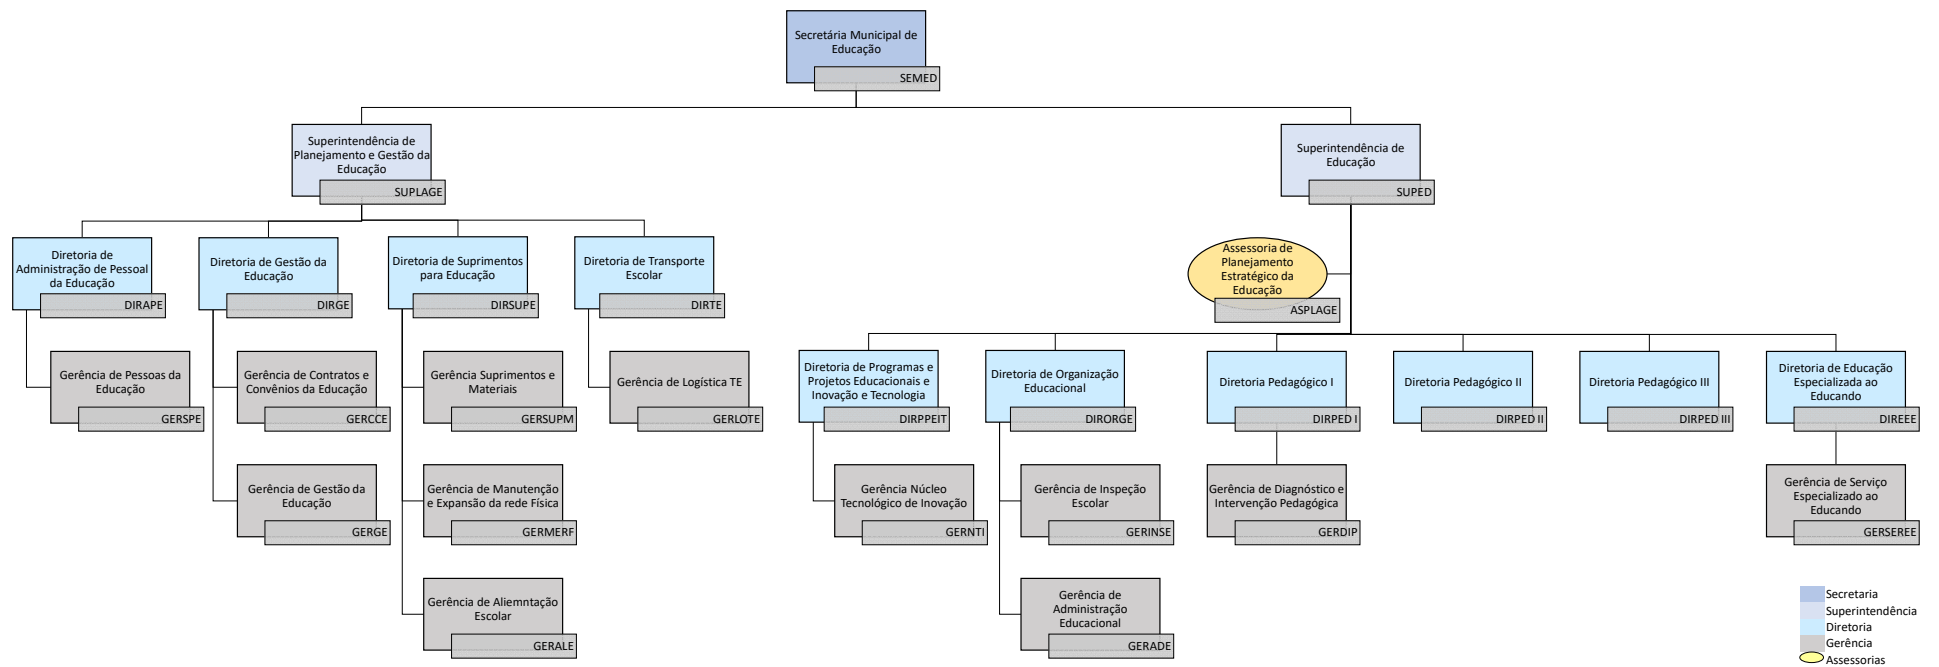 Secretária Municipal de
Educação
SEMED
Superintendência de
Planejamento e Gestão da
Educação
SUPLAGE
Superintendência de
Educação
SUPED
Diretoria de
Administração de Pessoal
da Educação
DIRAPE
Diretoria de Gestão da
Educação
DIRGE
Diretoria de Suprimentos
para Educação
DIRSUPE
Diretoria de Transporte
Escolar
DIRTE
Assessoria de
Planejamento
Estratégico da
Educação
ASPLAGE
Gerência de Pessoas da
Educação
GERSPE
Gerência de Contratos e
Convênios da Educação
GERCCE
Gerência Suprimentos e
Materiais
GERSUPM
Gerência de Logística TE
GERLOTE
Diretoria de Programas e
Projetos Educacionais e
Inovação e Tecnologia
DIRPPEIT
Diretoria de Organização
Educacional
DIRORGE
Diretoria Pedagógico I
DIRPED I
Diretoria Pedagógico II
DIRPED II
Diretoria Pedagógico III
DIRPED III
Diretoria de Educação
Especializada ao
Educando
DIREEE
Gerência de Gestão da
Educação
GERGE
Gerência de Manutenção
e Expansão da rede Física
GERMERF
Gerência Núcleo
Tecnológico de Inovação
GERNTI
Gerência de Inspeção
Escolar
GERINSE
Gerência de Diagnóstico e
Intervenção Pedagógica
GERDIP
Gerência de Serviço
Especializado ao
Educando
GERSEREE
Gerência de Aliemntação
Escolar
GERALE
Gerência de
Administração
Educacional
GERADE
Secretaria
Superintendência
Diretoria
Gerência
Assessorias